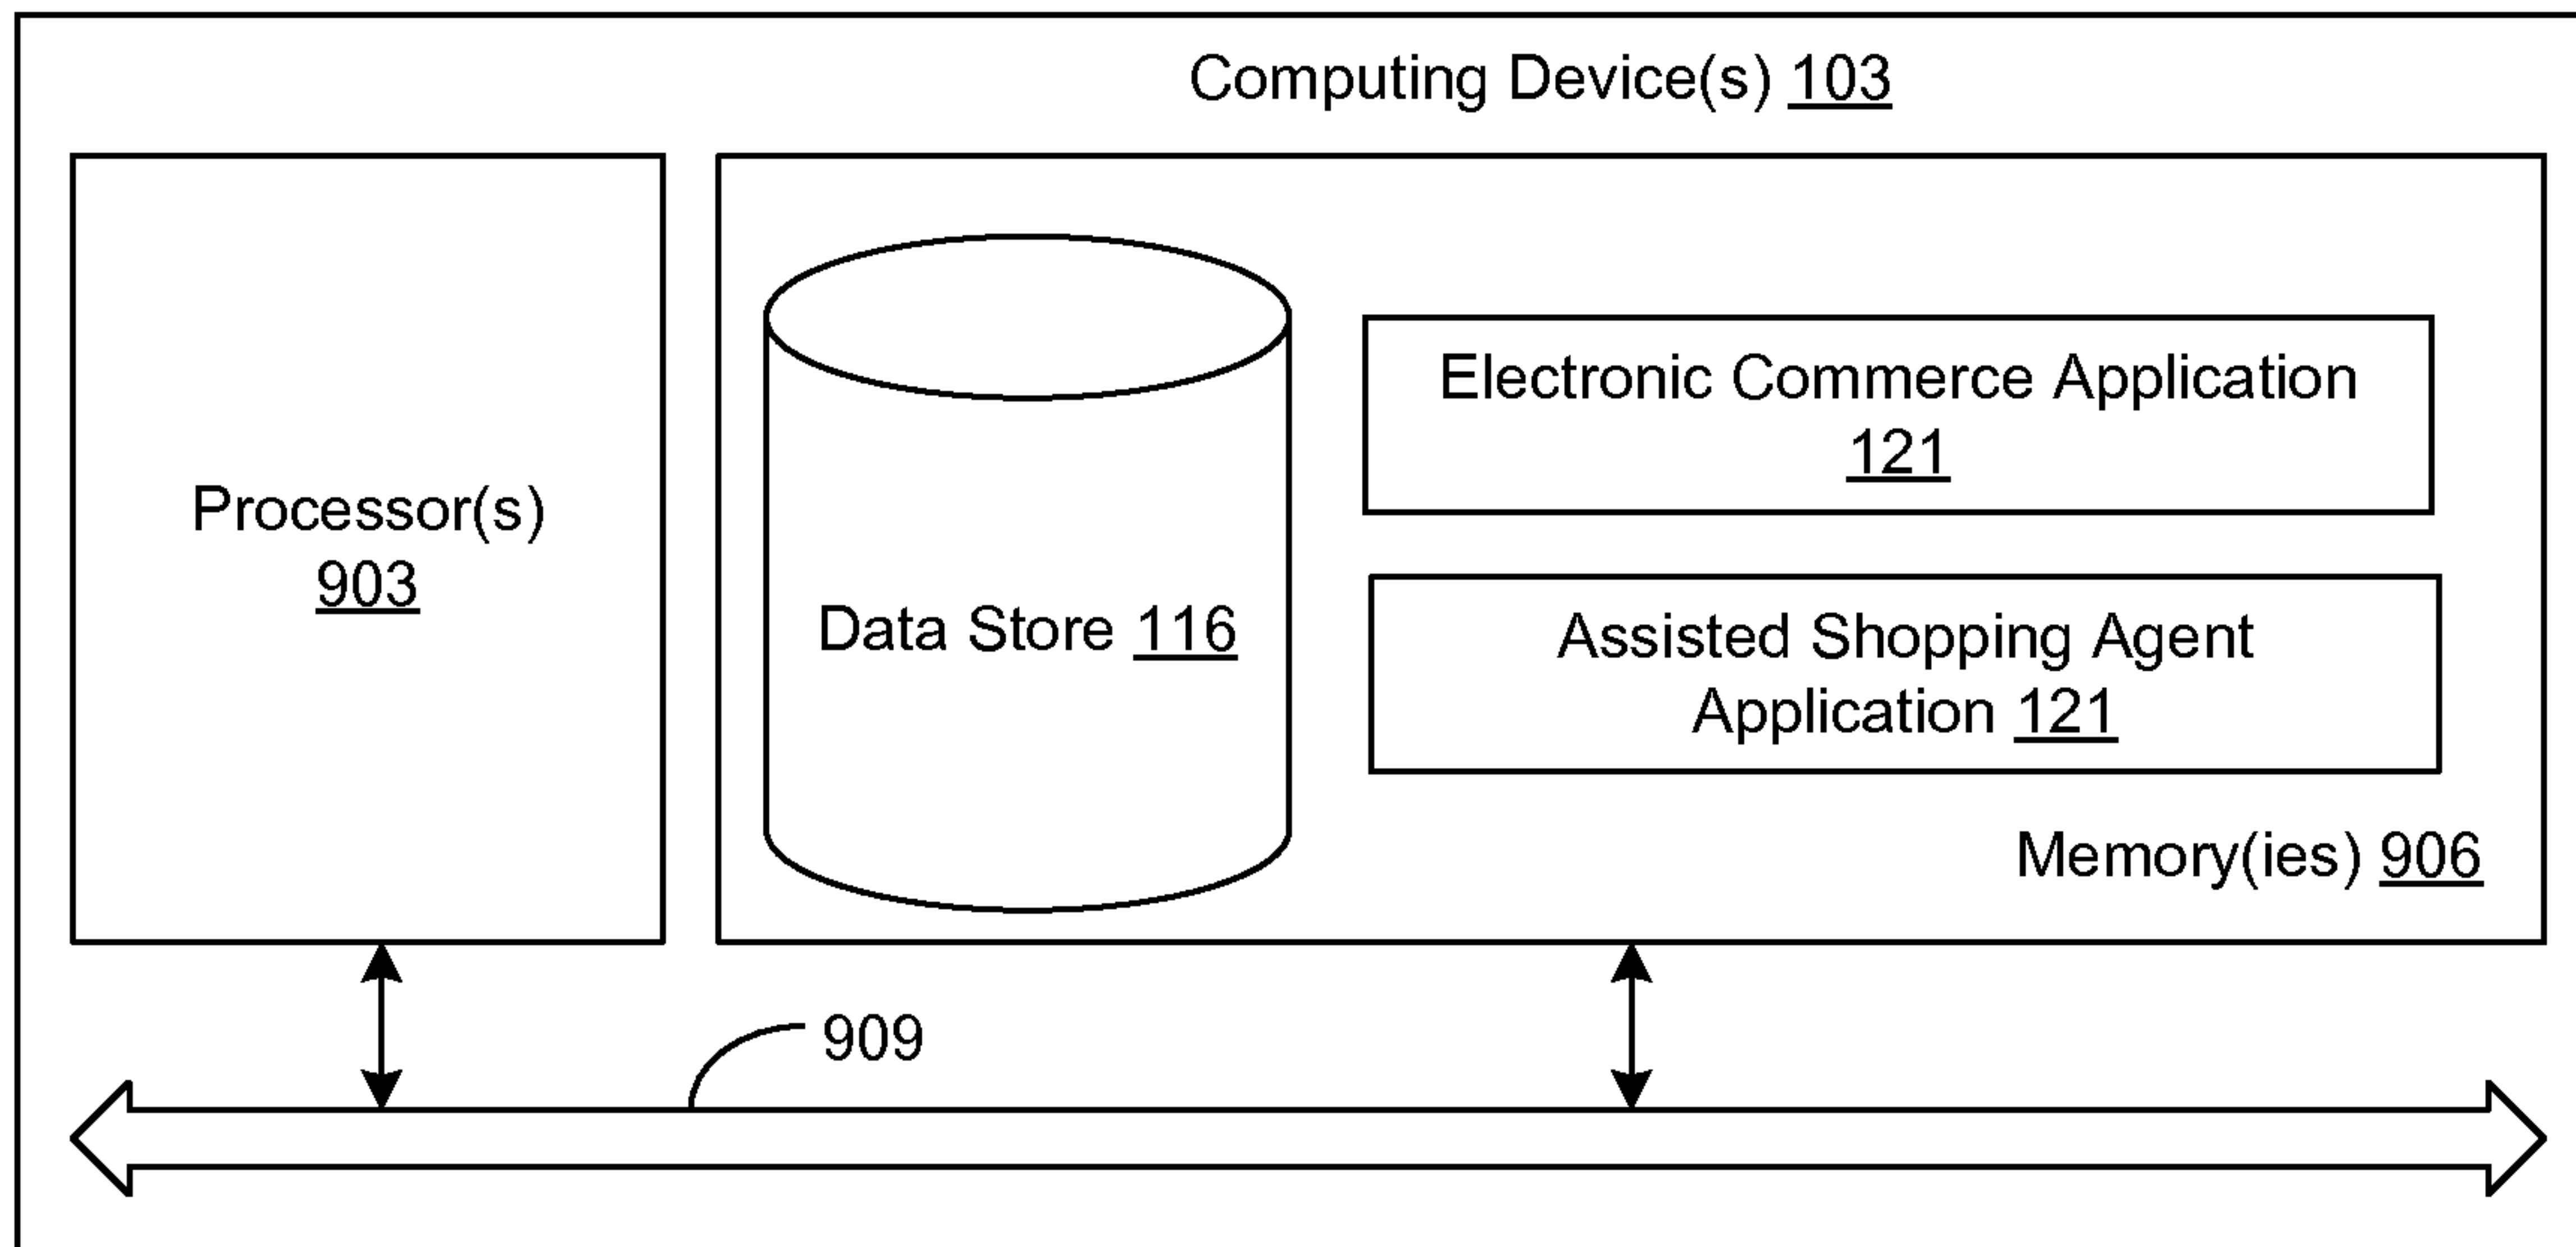 Computing Device(s) 103
Processor(s)
903
Data Store 116
Electronic Commerce Application
121
Assisted Shopping Agent
Application 121
Memory(ies) 906
909